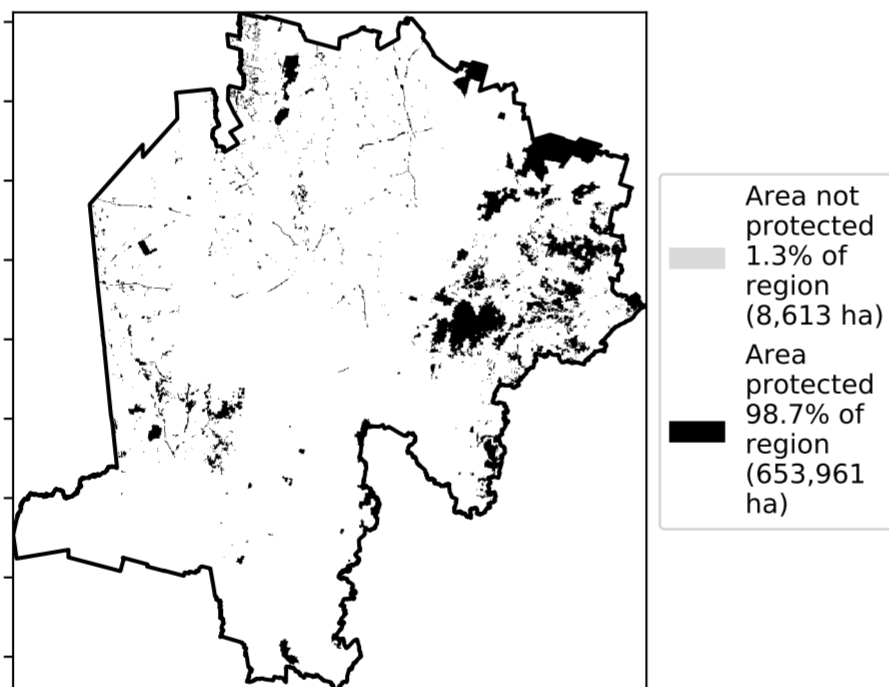 Area not
protected
1.3% of
region
(8,613 ha)
Area
protected
98.7% of
region
(653,961
ha)